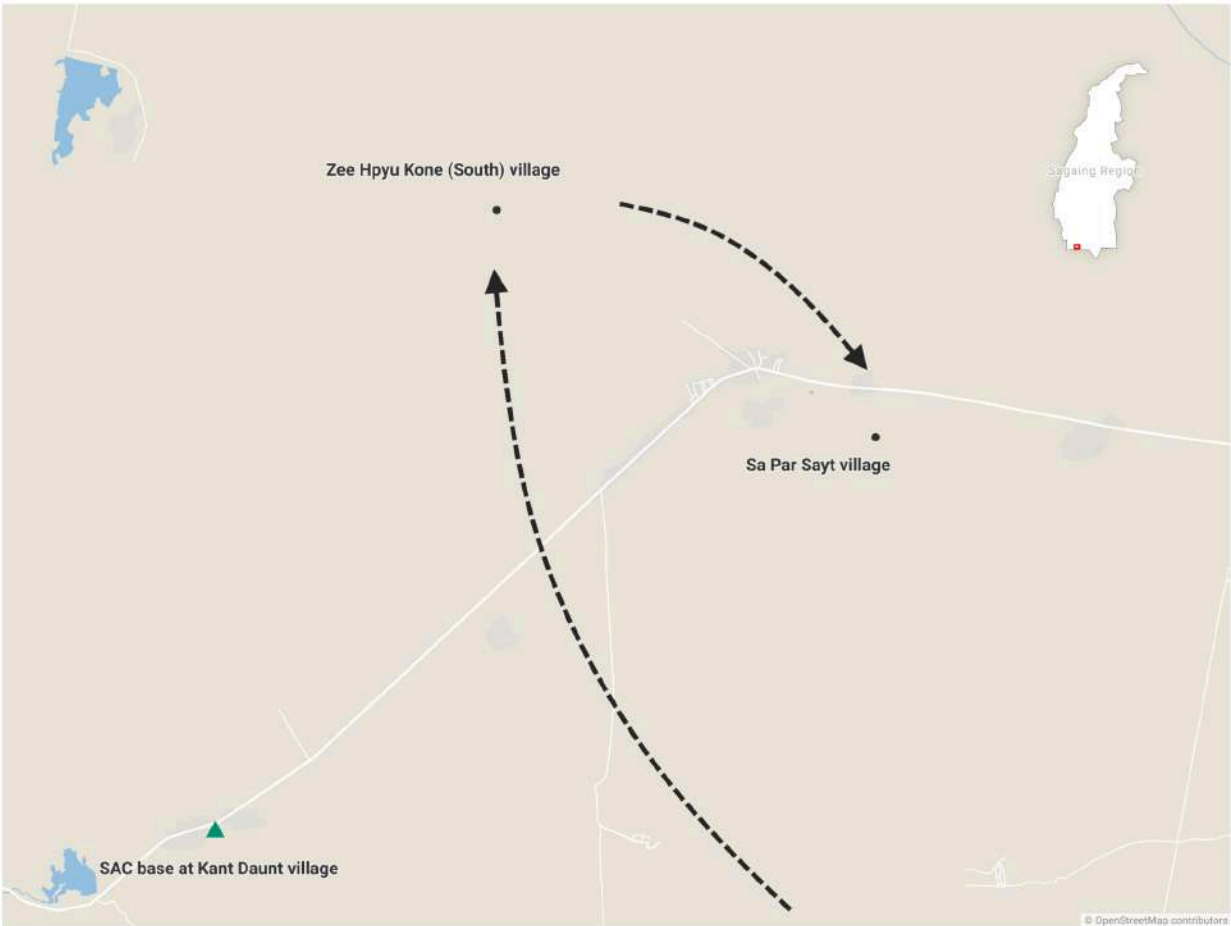 Zee Hpyu Kone (South) village
Sagaing Region
Sa Par Sayt village
SAC base at Kant Daunt village
© OpenStreetMap contributors